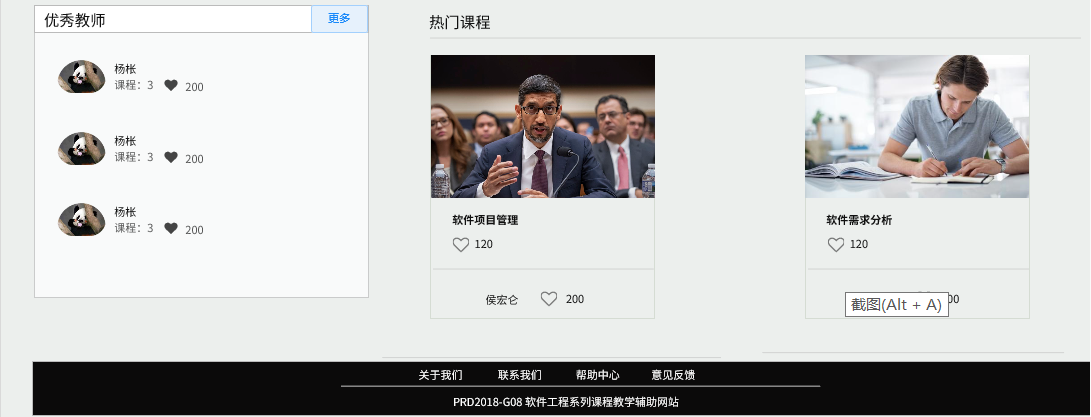 优秀教师
更多
杨枨
课程：3
200
杨枨
课程：3
200
杨枨
课程：3
200
热门课程
软件项目管理
120
侯宏仑
200
软件需求分析
120
截图(Alt + A)
00
关于我们
联系我们
帮助中心
意见反馈
PRD2018-G08 软件工程系列课程教学辅助网站